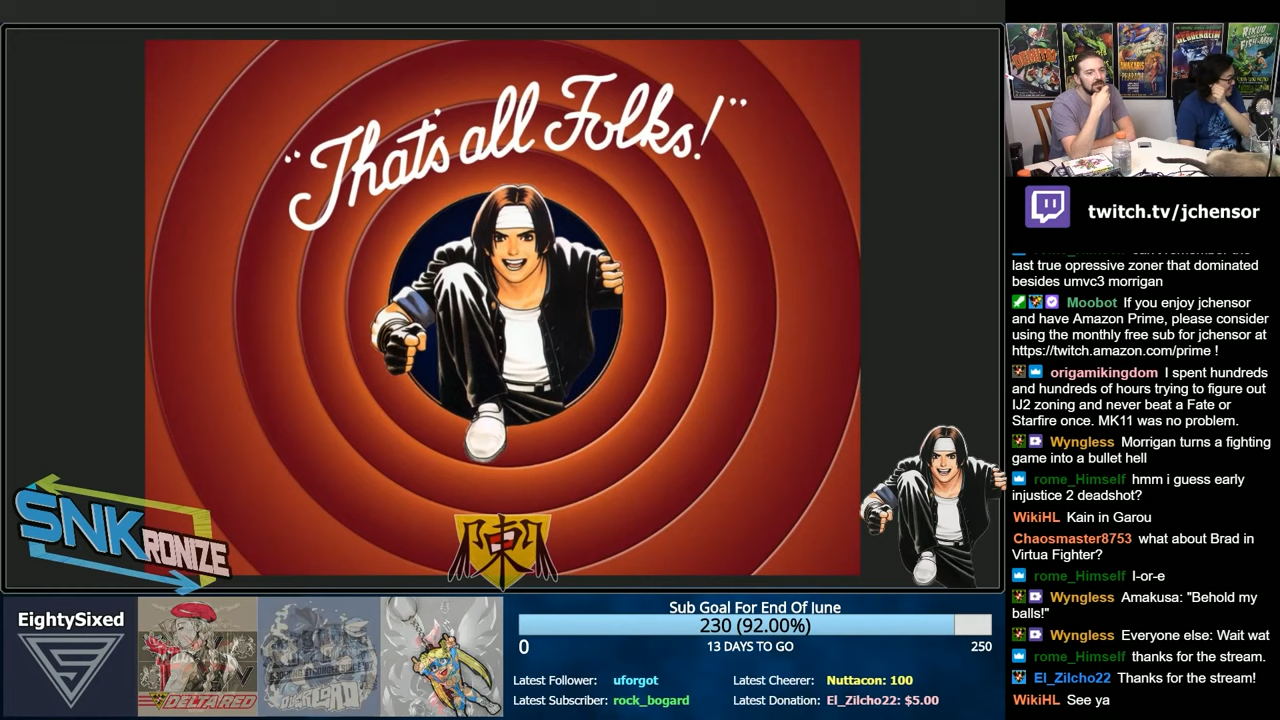 "That's all Folks!"
SNKRONIZE
twitch.tv/jchensor
last true opressive zoner that dominated
besides umvc3 morrigan
Moobot If you enjoy jchensor
and have Amazon Prime, please consider
using the monthly free sub for jchensor at
https://twitch.amazon.com/prime !
origamikingdom I spent hundreds
and hundreds of hours trying to figure out
IJ2 zoning and never beat a Fate or
Starfire once. MK11 was no problem.
Wyngless Morrigan turns a fighting
game into a bullet hell
rome_Himself hmm i guess early
injustice 2 deadshot?
WikiHL Kain in Garou
Chaosmaster8753 what about Brad in
Virtua Fighter?
rome_Himself I-or-e
Wyngless Amakusa: "Behold my
balls!"
Wyngless Everyone else: Wait wat
rome_Himself thanks for the stream.
El_Zilcho22 Thanks for the stream!
WikiHL See ya
EightySixed
DELTA RED
Sub Goal For End Of June
230 (92.00%)
0
13 DAYS TO GO
250
Latest Follower: uforgot
Latest Cheerer: Nuttacon: 100
Latest Subscriber: rock_bogard
Latest Donation: El_Zilcho22: $5.00